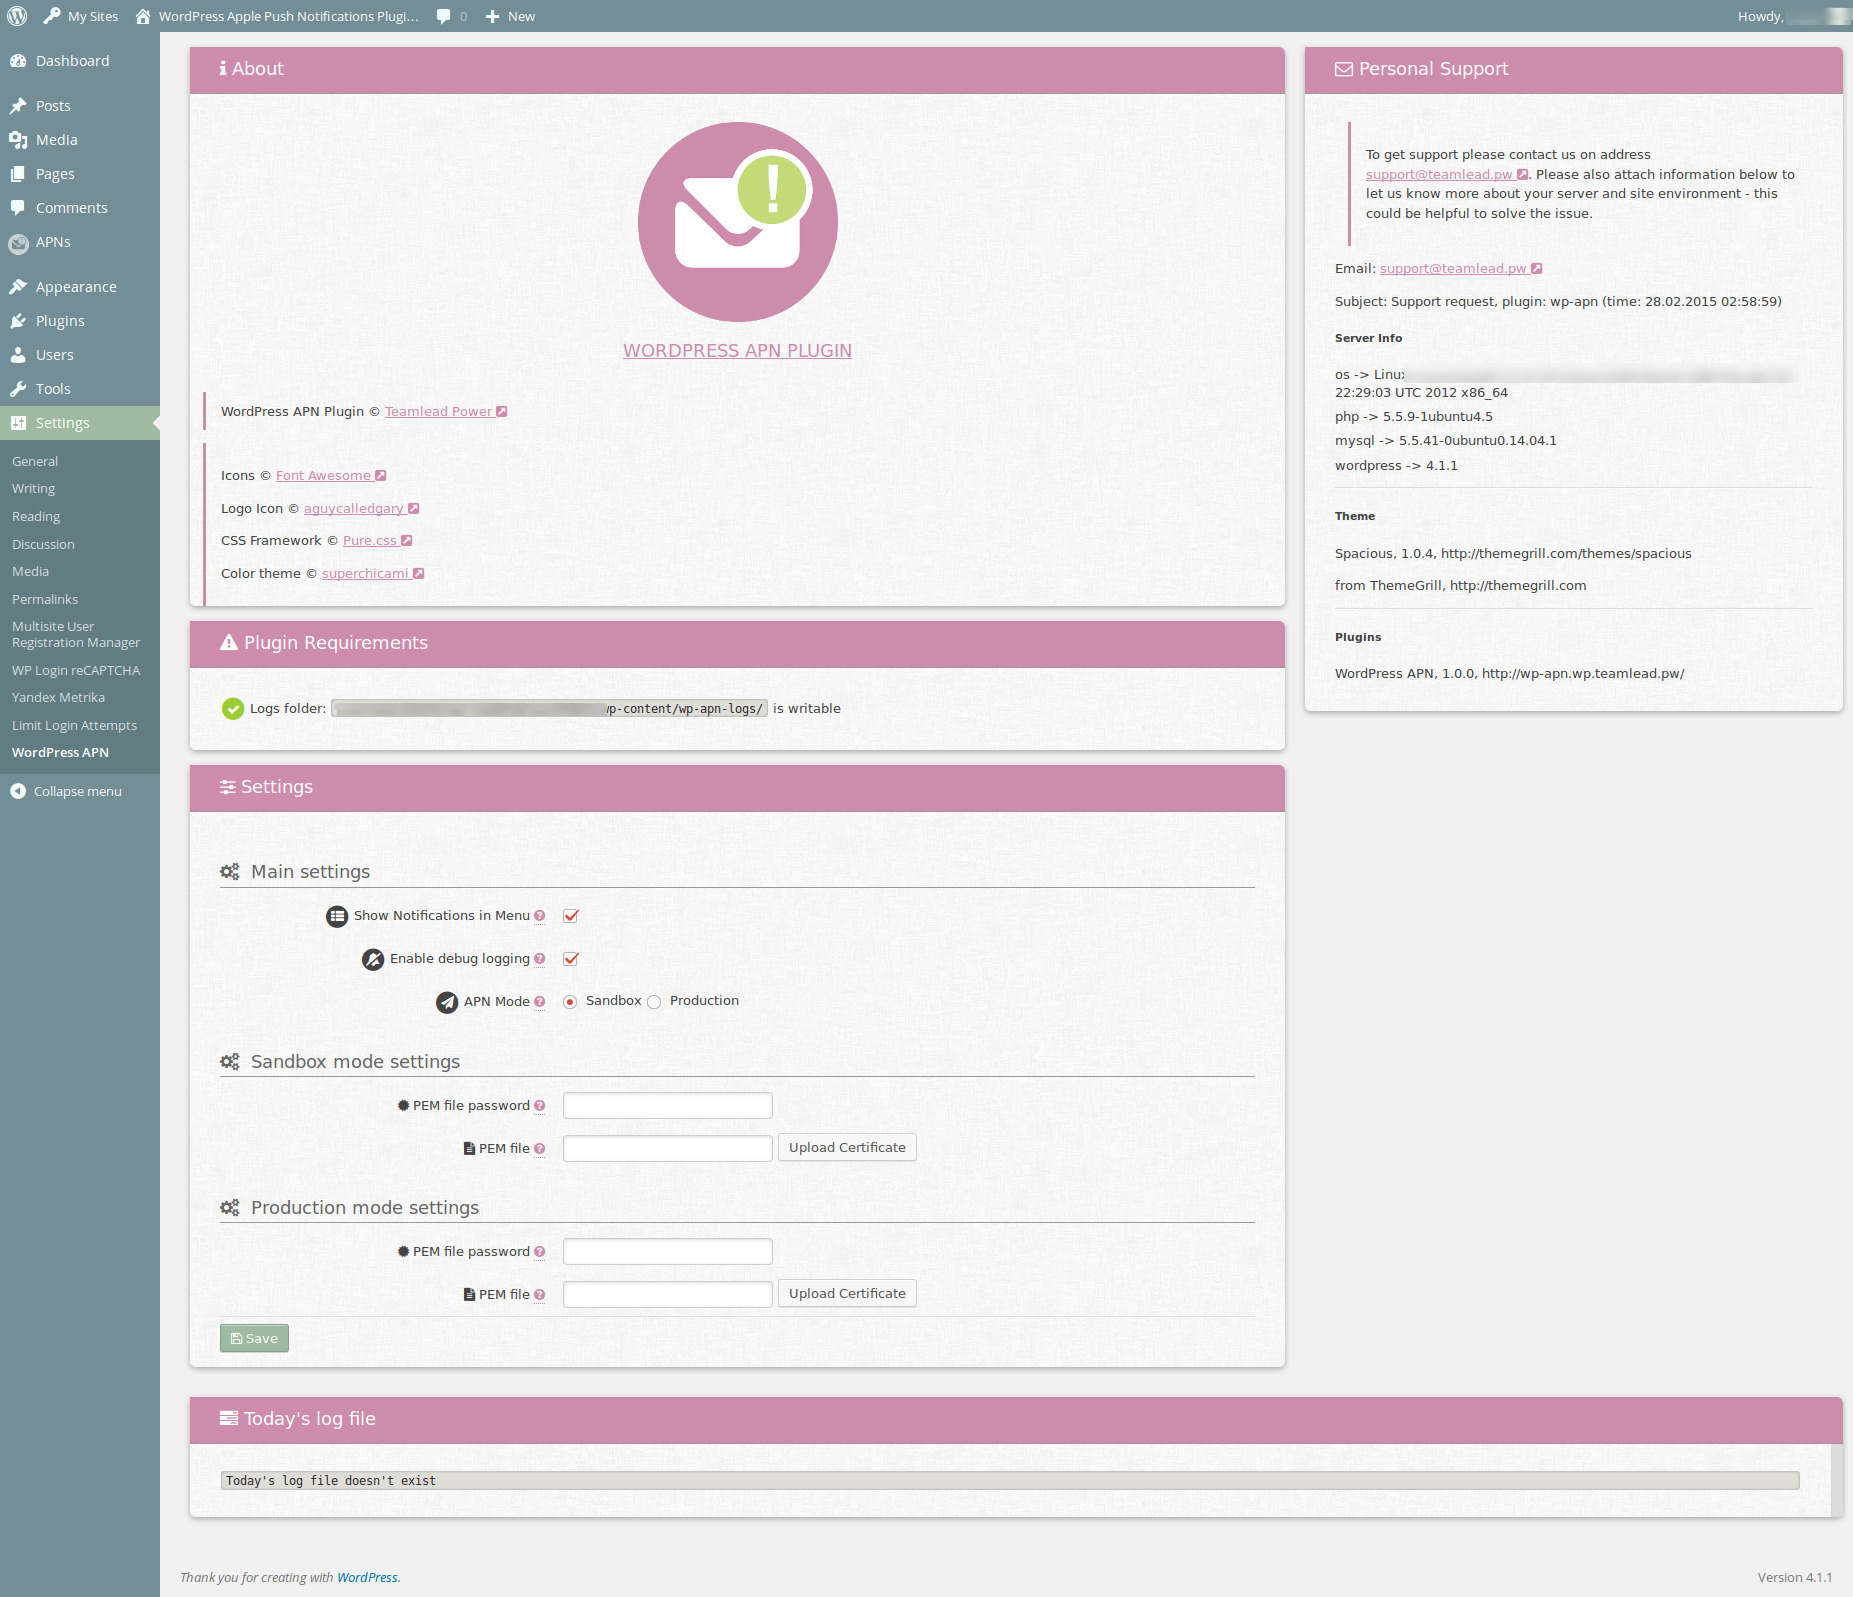 My Sites
WordPress Apple Push Notifications Plugi...
0
New
Howdy,
Dashboard
Posts
Media
Pages
Comments
APNs
Appearance
Plugins
Users
Tools
Settings
General
Writing
Reading
Discussion
Media
Permalinks
Multisite User
Registration Manager
WP Login reCAPTCHA
Yandex Metrika
Limit Login Attempts
WordPress APN
Collapse menu
About
WORDPRESS APN PLUGIN
WordPress APN Plugin © Teamlead Power
Icons © Font Awesome
Logo Icon © aguycalledgary
CSS Framework © Pure.css
Color theme © superchicami
Plugin Requirements
Logs folder: wp-content/wp-apn-logs/ is writable
Settings
Main settings
Show Notifications in Menu ?
Enable debug logging ?
APN Mode ? Sandbox Production
Sandbox mode settings
PEM file password ?
PEM file ? Upload Certificate
Production mode settings
PEM file password ?
PEM file ? Upload Certificate
Save
Personal Support
To get support please contact us on address
support@teamlead.pw. Please also attach information below to
let us know more about your server and site environment - this
could be helpful to solve the issue.
Email: support@teamlead.pw
Subject: Support request, plugin: wp-apn (time: 28.02.2015 02:58:59)
Server Info
os -> Linux
22:29:03 UTC 2012 x86_64
php -> 5.5.9-1ubuntu4.5
mysql -> 5.5.41-0ubuntu0.14.04.1
wordpress -> 4.1.1
Theme
Spacious, 1.0.4, http://themegrill.com/themes/spacious
from ThemeGrill, http://themegrill.com
Plugins
WordPress APN, 1.0.0, http://wp-apn.wp.teamlead.pw/
Today's log file
Today's log file doesn't exist
Thank you for creating with WordPress.
Version 4.1.1